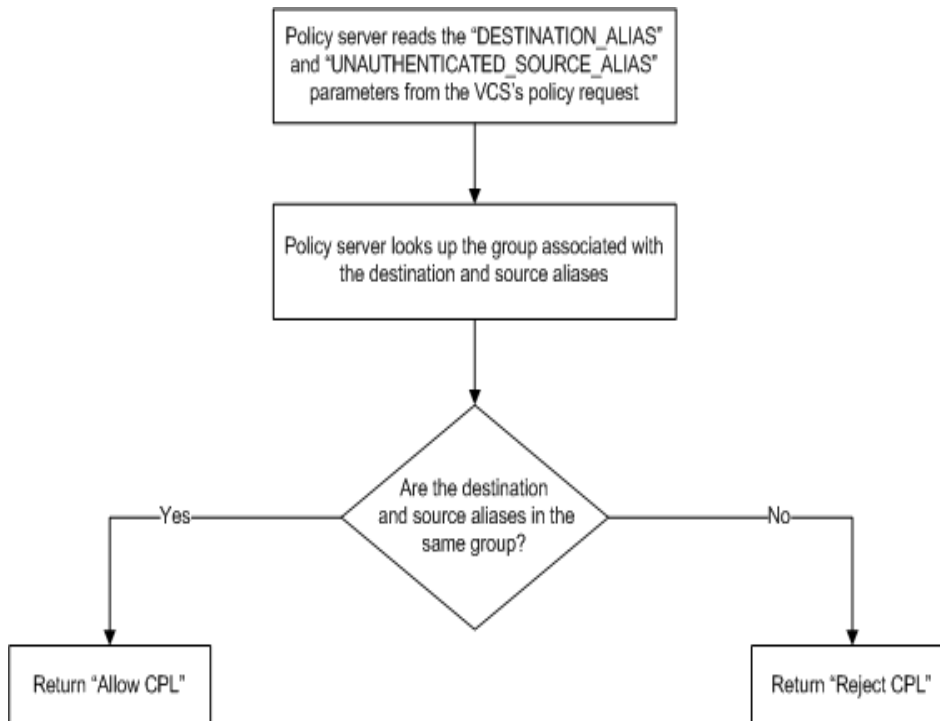 Policy server reads the “DESTINATION_ALIAS”
and “UNAUTHENTICATED_SOURCE_ALIAS”
parameters from the VCS’s policy request
Policy server looks up the group associated with
the destination and source aliases
Are the destination
and source aliases in the
same group?
Yes
No
Return “Allow CPL”
Return “Reject CPL”